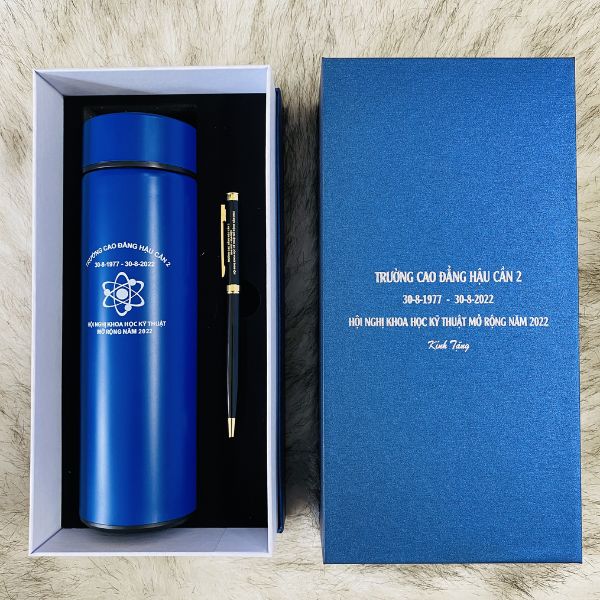 TRƯỜNG CAO ĐẲNG HẬU CẦN 2
30-8-1977 - 30-8-2022
HỘI NGHỊ KHOA HỌC KỸ THUẬT
MỞ RỘNG NĂM 2022
TRƯỜNG CAO ĐẲNG HẬU CẦN 2
30-8-1977 - 30-8-2022
HỘI NGHỊ KHOA HỌC KỸ THUẬT MỞ RỘNG NĂM 2022
Kính Tặng